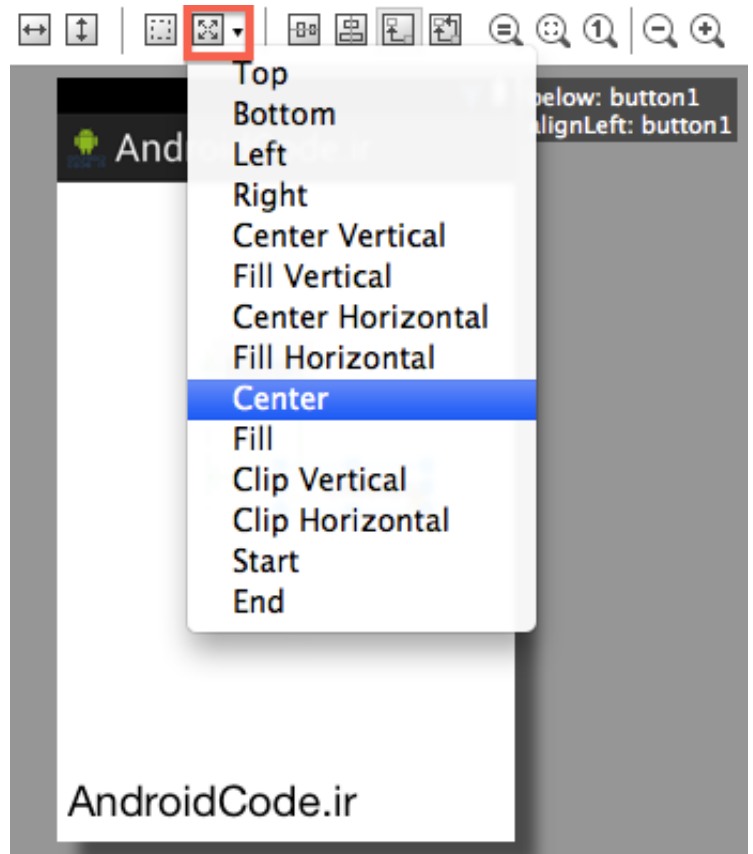 Top
below: button1
alignLeft: button1
Bottom
And
Left
Right
Center Vertical
Fill Vertical
Center Horizontal
Fill Horizontal
Center
Fill
Clip Vertical
Clip Horizontal
Start
End
AndroidCode.ir